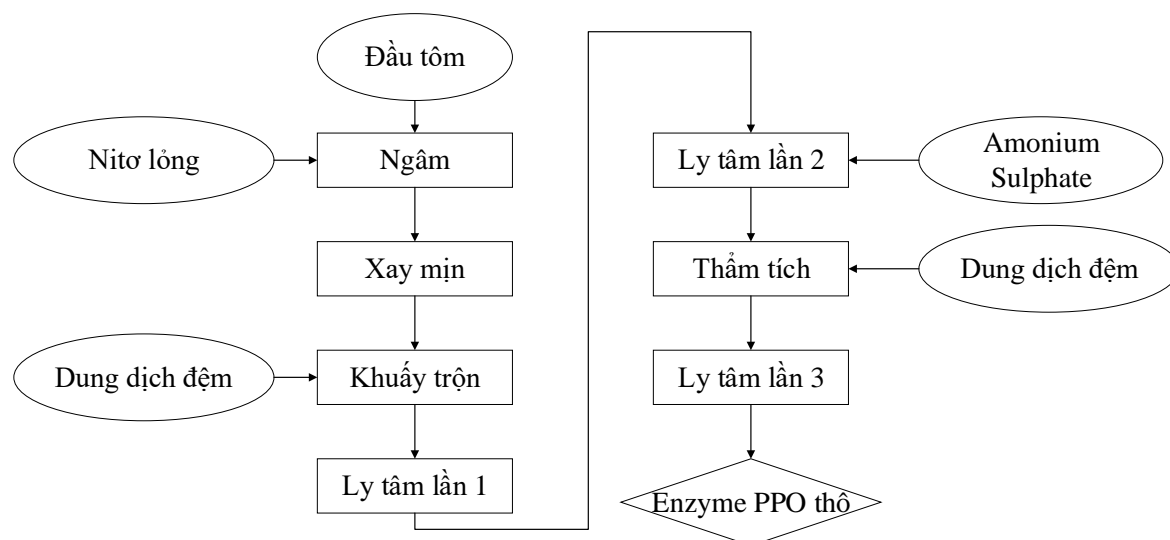 Đầu tôm
Nitơ lỏng
Ngâm
Xay mịn
Dung dịch đệm
Khuấy trộn
Ly tâm lần 1
Ly tâm lần 2
Amonium
Sulphate
Thẩm tích
Dung dịch đệm
Ly tâm lần 3
Enzyme PPO thô